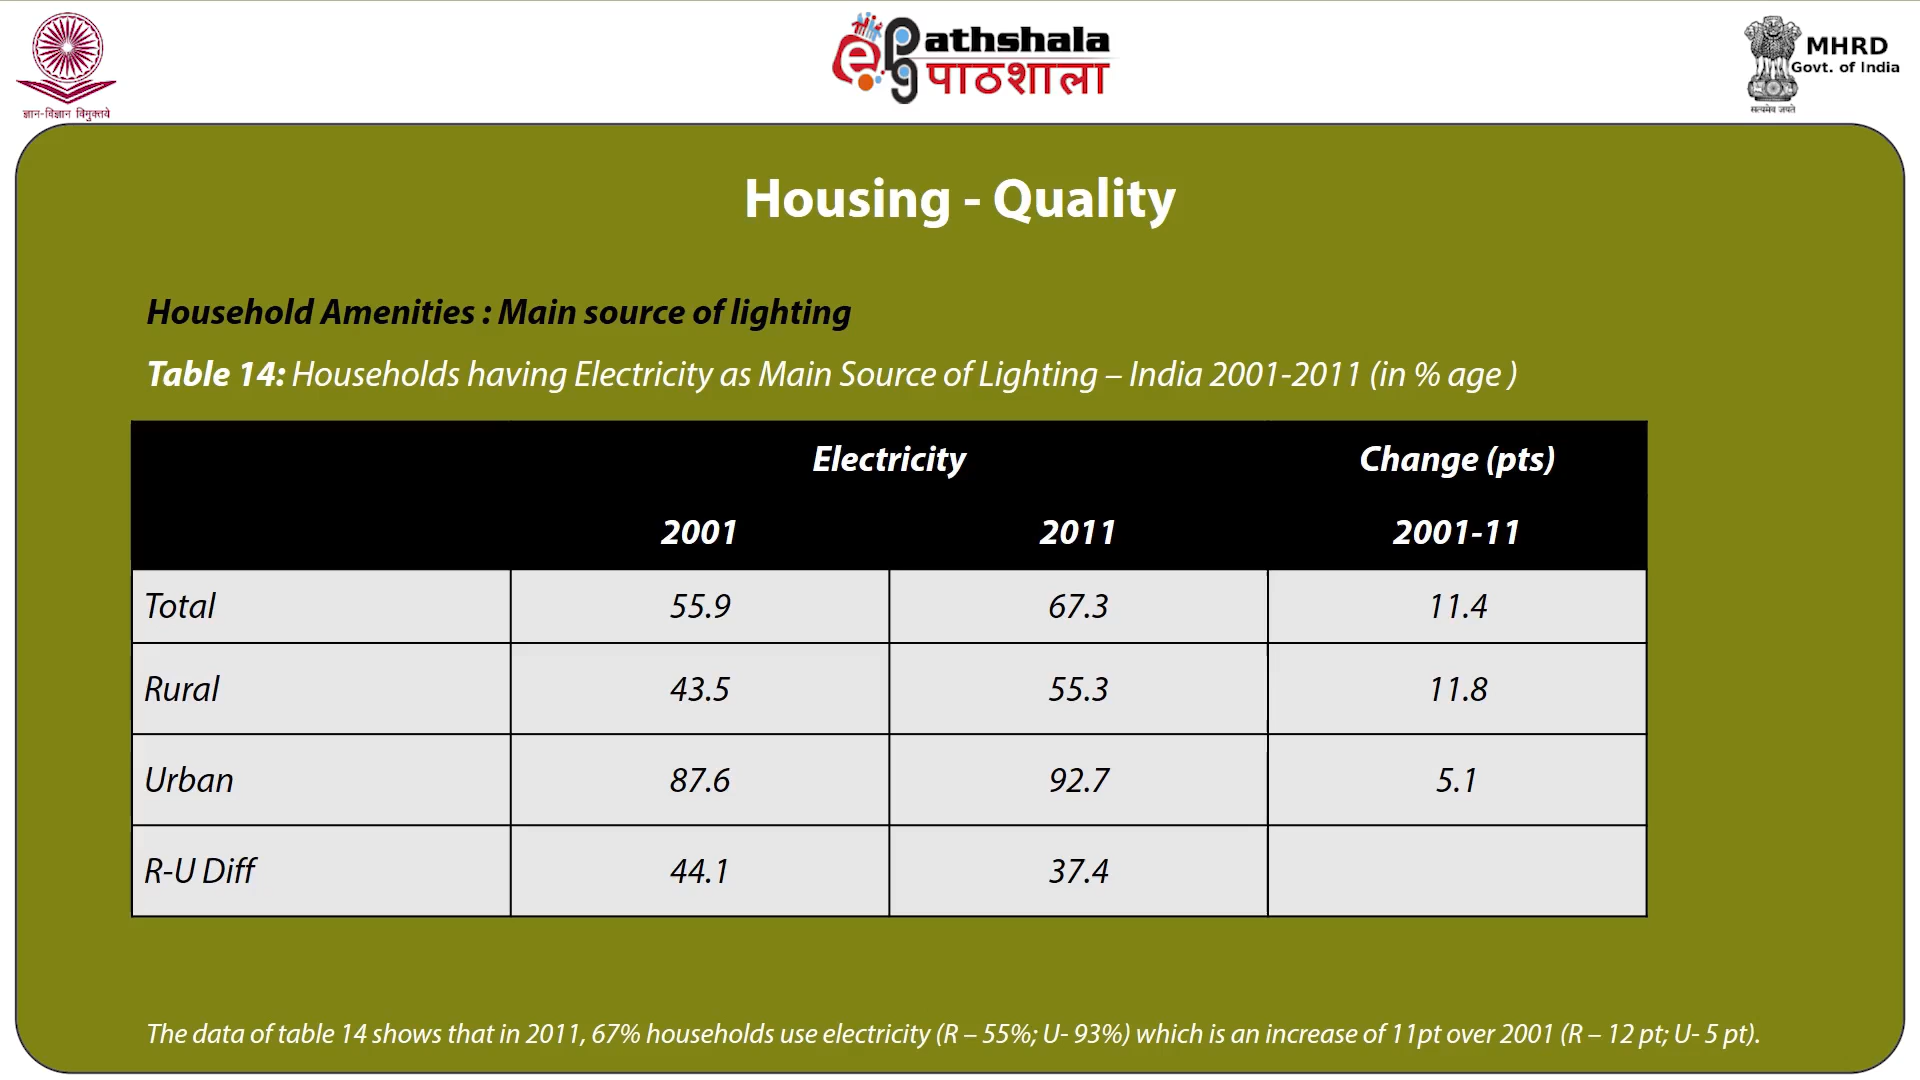 ज्ञान-विज्ञान विमुक्तये
ePathshala
पाठशाला
MHRD
Govt. of India
सत्यमेव जयते
Housing - Quality
Household Amenities : Main source of lighting
Table 14: Households having Electricity as Main Source of Lighting – India 2001-2011 (in % age )
Electricity Change (pts)
2001 2011 2001-11
Total 55.9 67.3 11.4
Rural 43.5 55.3 11.8
Urban 87.6 92.7 5.1
R-U Diff 44.1 37.4
The data of table 14 shows that in 2011, 67% households use electricity (R – 55%; U- 93%) which is an increase of 11pt over 2001 (R – 12 pt; U- 5 pt).